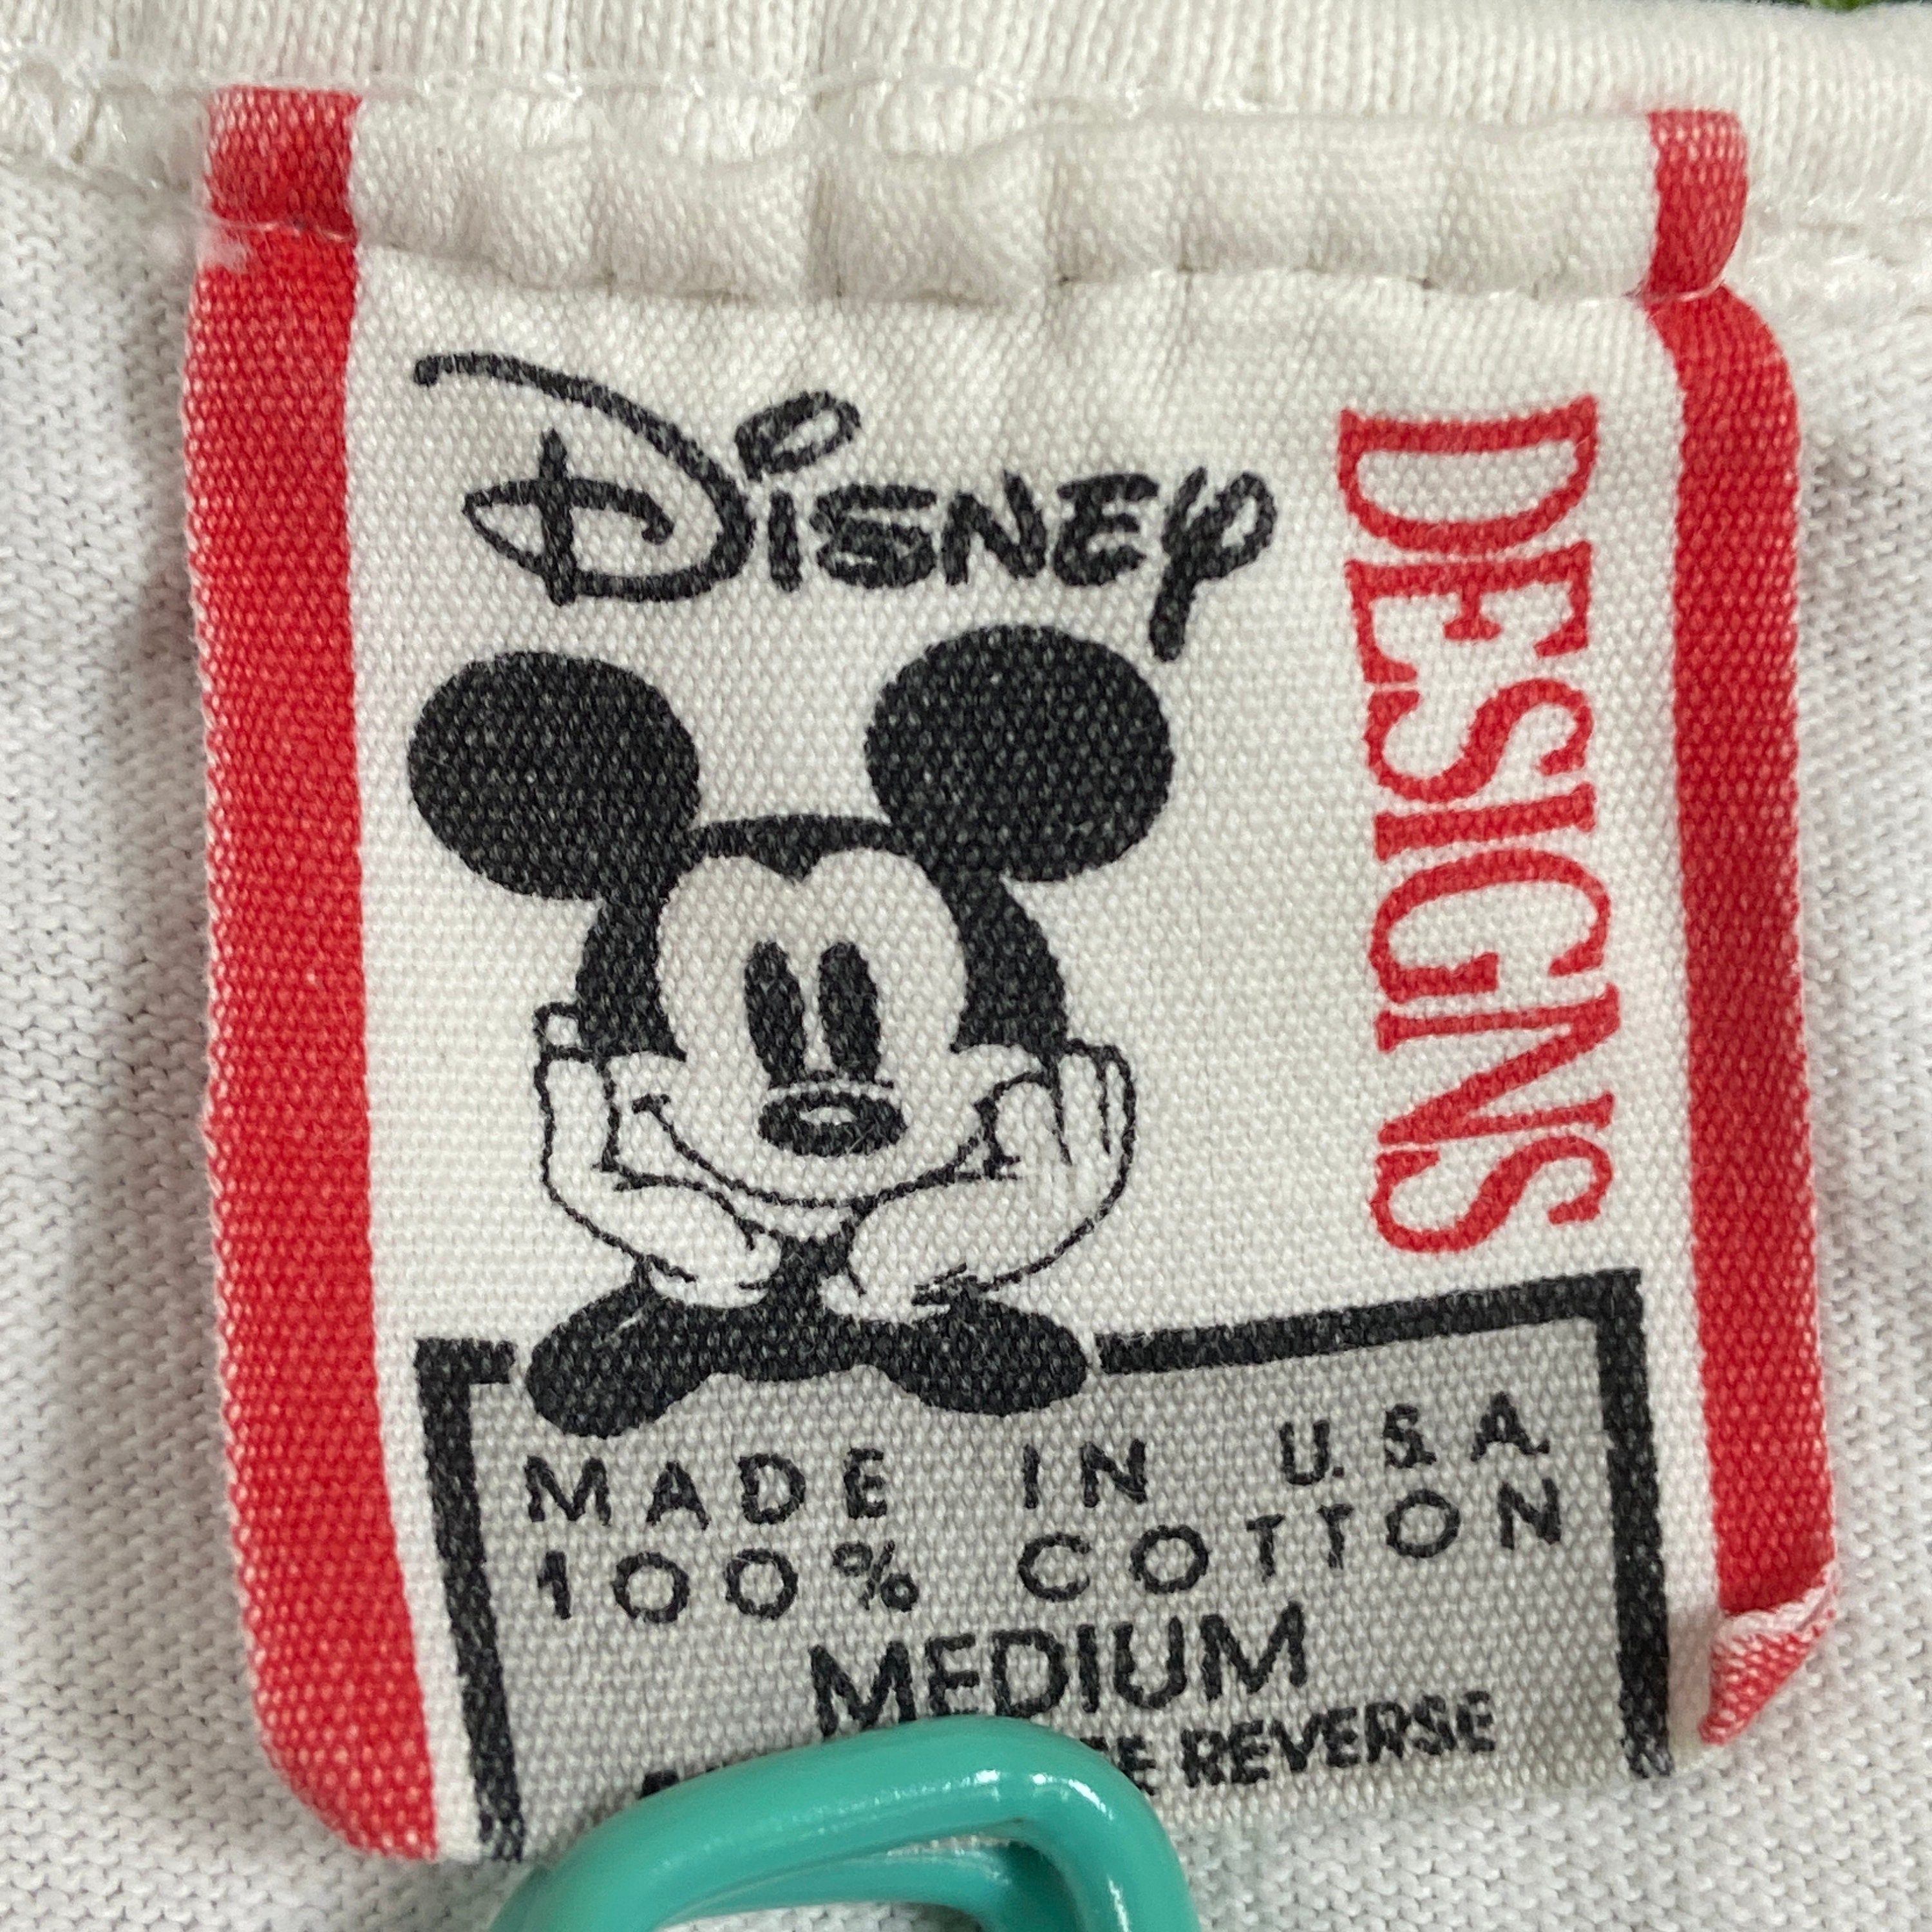 Disney
DESIGNS
MADE IN U.S.A.
100% COTTON
MEDIUM
REVERSE